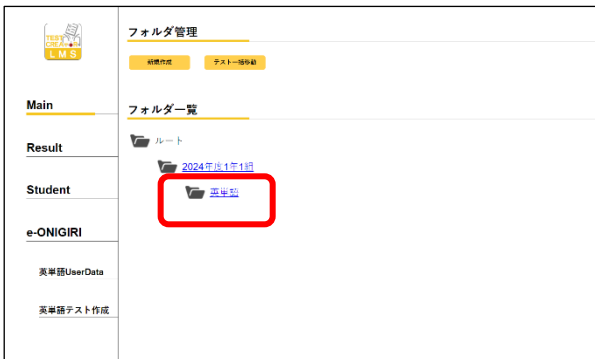 TEST
CREATOR
LMS
Main
Result
Student
e-ONIGIRI
英単語UserData
英単語テスト作成
フォルダ管理
新規作成
テスト一括移動
フォルダ一覧
ルート
2024年度1年1組
英単語